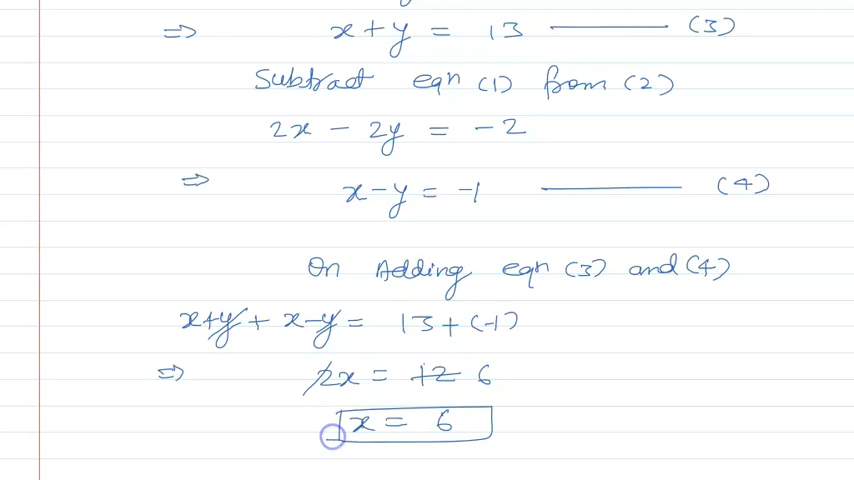 ⇒ x + y = 13 ——— (3)
Subtract eqn (1) from (2)
2x - 2y = -2
⇒ x - y = -1 ——— (4)
On Adding eqn (3) and (4)
x+y + x-y = 13 + (-1)
⇒ 2x = 12 6
x = 6